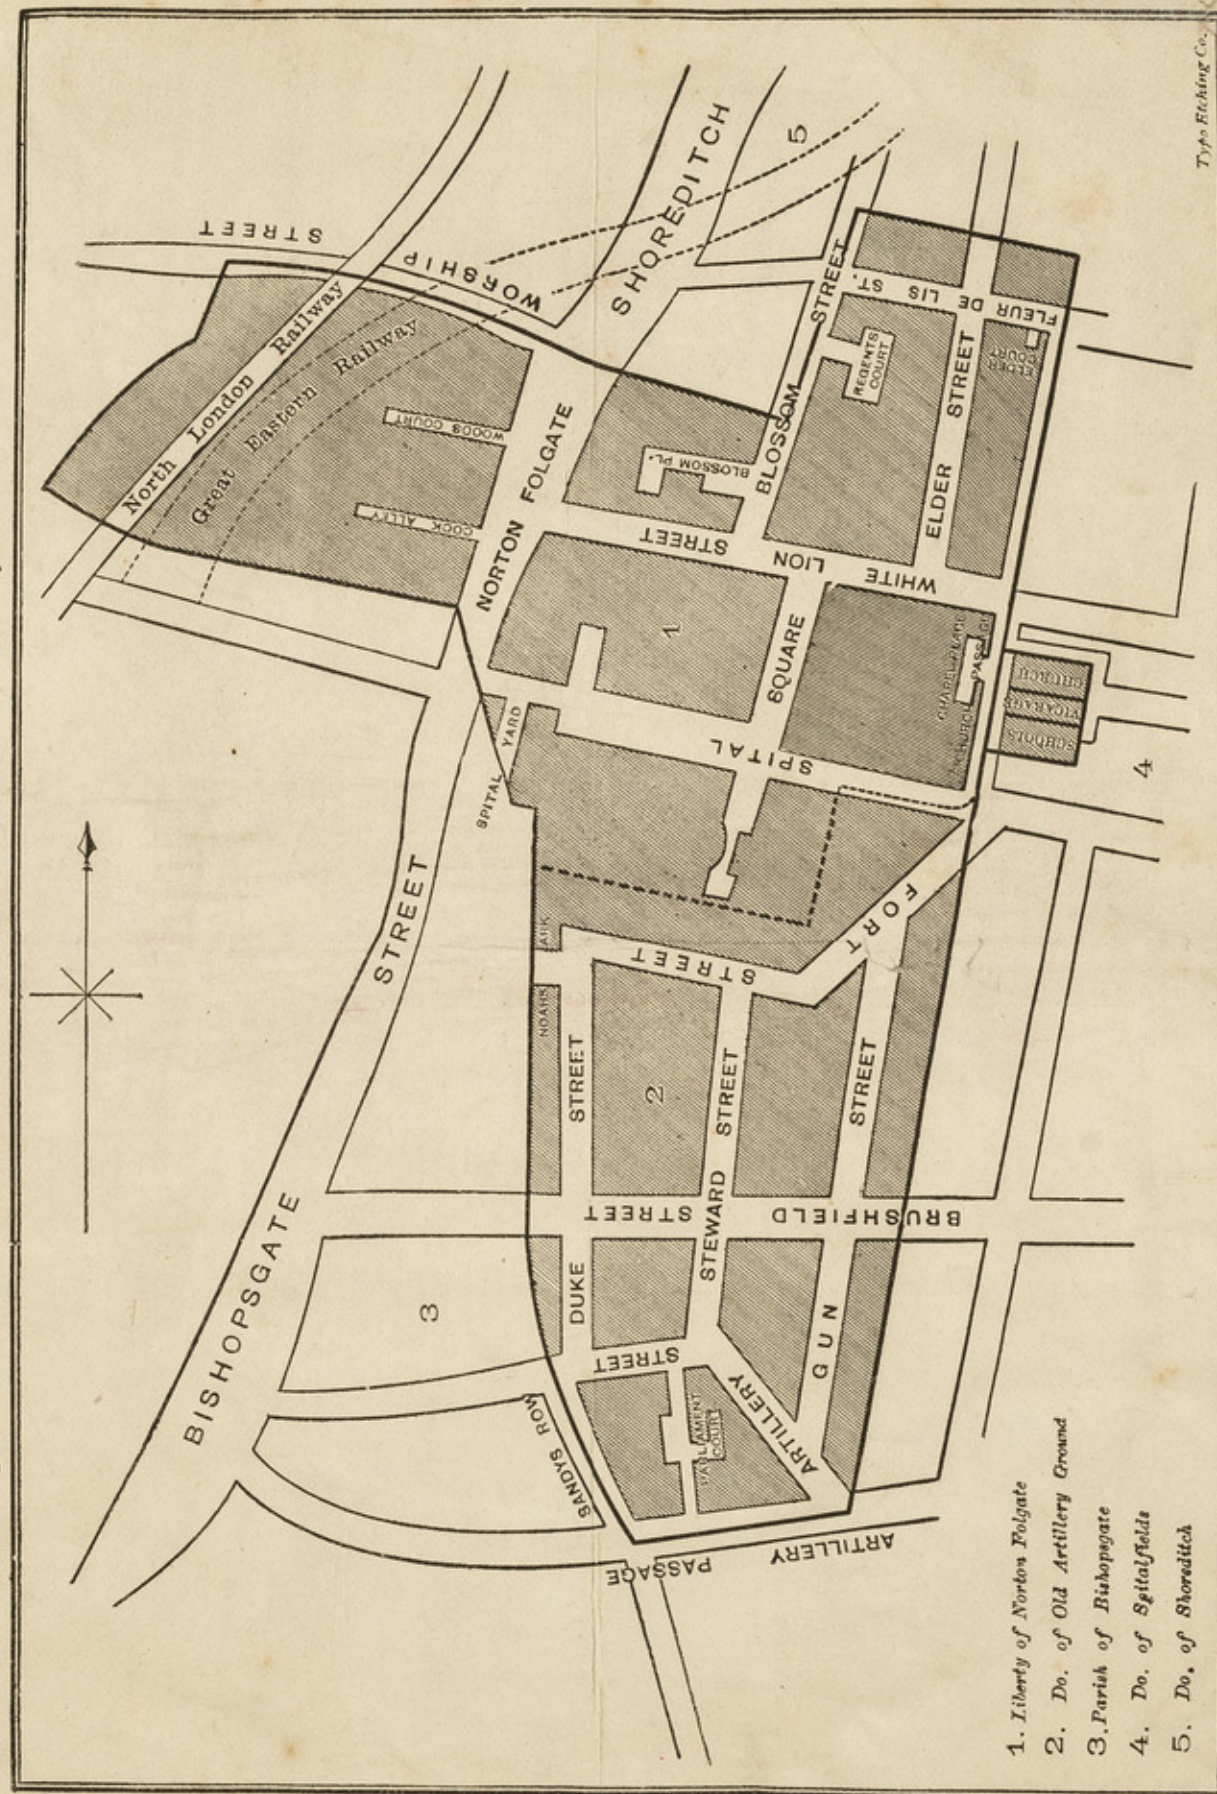 STREET
WORSHIP
SHOREDITCH
5
North London Railway
Great Eastern Railway
WOODS COURT
COCK ALLEY
NORTON FOLGATE
BLOSSOM PL.
BLOSSOM STREET
REGENTS
COURT
FLEUR DE LIS ST.
ELDER
COURT
ELDER STREET
WHITE LION STREET
1
SPITAL SQUARE
SPITAL YARD
CHAPEL PLACE
CHURCH PASSAGE
CHURCH
VICARAGE
SCHOOLS
4
FORT STREET
NOAHS ARK
BISHOPSGATE STREET
DUKE STREET
2
STEWARD STREET
GUN STREET
BRUSHFIELD STREET
3
ARTILLERY STREET
PARLIAMENT
COURT
SANDYS ROW
ARTILLERY PASSAGE
1. Liberty of Norton Folgate
2. Do. of Old Artillery Ground
3. Parish of Bishopsgate
4. Do. of Spitalfields
5. Do. of Shoreditch
Typo Etching Co.